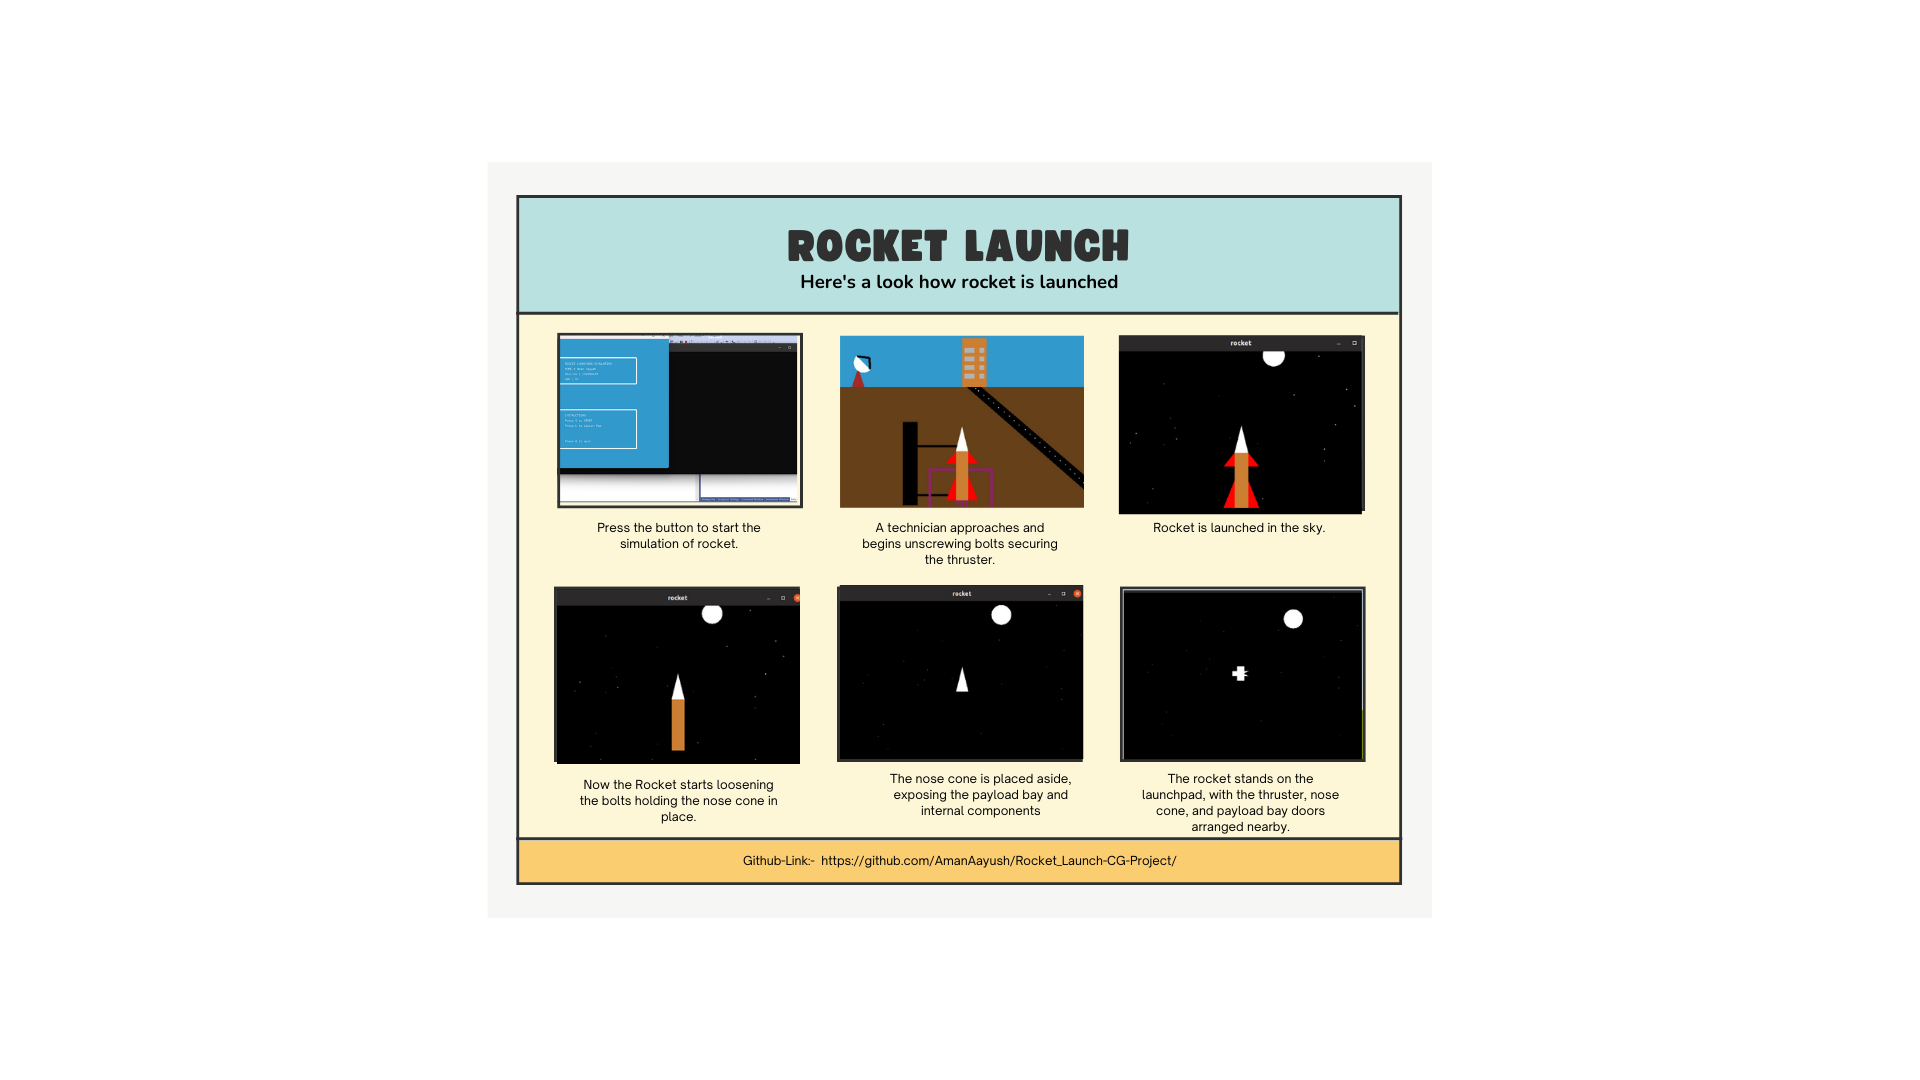 ROCKET LAUNCH
Here's a look how rocket is launched
rocket
Press the button to start the
simulation of rocket.
A technician approaches and
begins unscrewing bolts securing
the thruster.
Rocket is launched in the sky.
rocket
rocket
Now the Rocket starts loosening
the bolts holding the nose cone in
place.
The nose cone is placed aside,
exposing the payload bay and
internal components
The rocket stands on the
launchpad, with the thruster, nose
cone, and payload bay doors
arranged nearby.
Github-Link:- https://github.com/AmanAayush/Rocket_Launch-CG-Project/